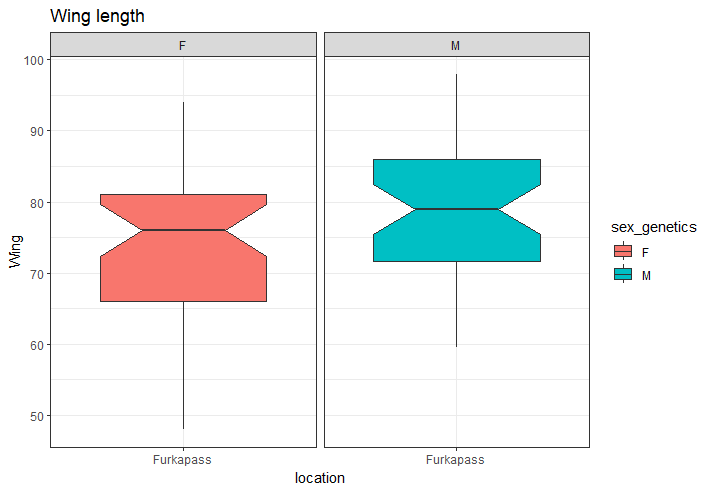 Wing length
F
M
100
90
80
70
60
50
Wing
Furkapass
Furkapass
location
sex_genetics
F
M